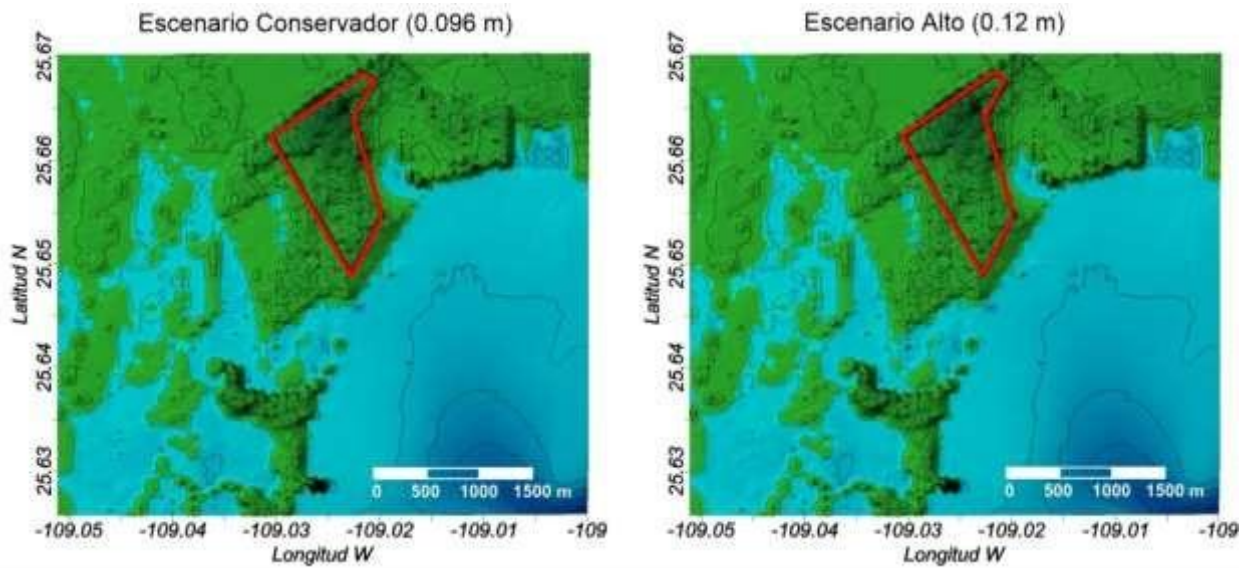 Escenario Conservador (0.096 m)
25.67
25.66
25.65
25.64
25.63
Latitud N
0 500 1000 1500 m
-109.05 -109.04 -109.03 -109.02 -109.01 -109
Longitud W
Escenario Alto (0.12 m)
25.67
25.66
25.65
25.64
25.63
Latitud N
0 500 1000 1500 m
-109.05 -109.04 -109.03 -109.02 -109.01 -109
Longitud W